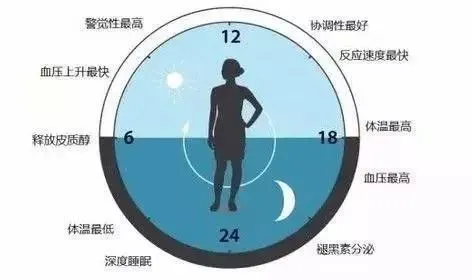 警觉性最高
协调性最好
12
反应速度最快
血压上升最快
体温最高
释放皮质醇
6
18
血压最高
体温最低
24
褪黑素分泌
深度睡眠